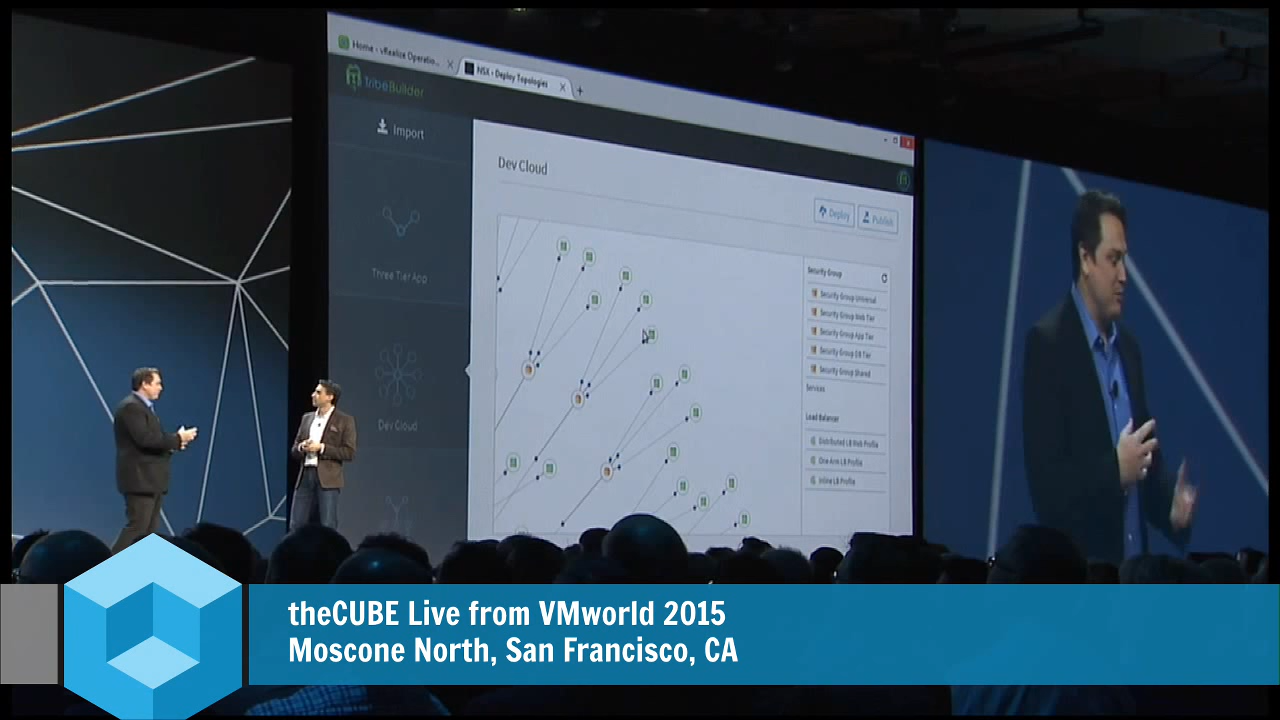 Home - vRealize Operatio...
NSX - Deploy Topologies
TribeBuilder
Import
Dev Cloud
Deploy
Publish
Three Tier App
Security Group
Security Group Universal
Security Group Web Tier
Security Group App Tier
Security Group DB Tier
Security Group Shared
Services
Load Balancer
Distributed LB Web Profile
One-Arm LB Profile
Inline LB Profile
Dev Cloud
theCUBE Live from VMworld 2015
Moscone North, San Francisco, CA